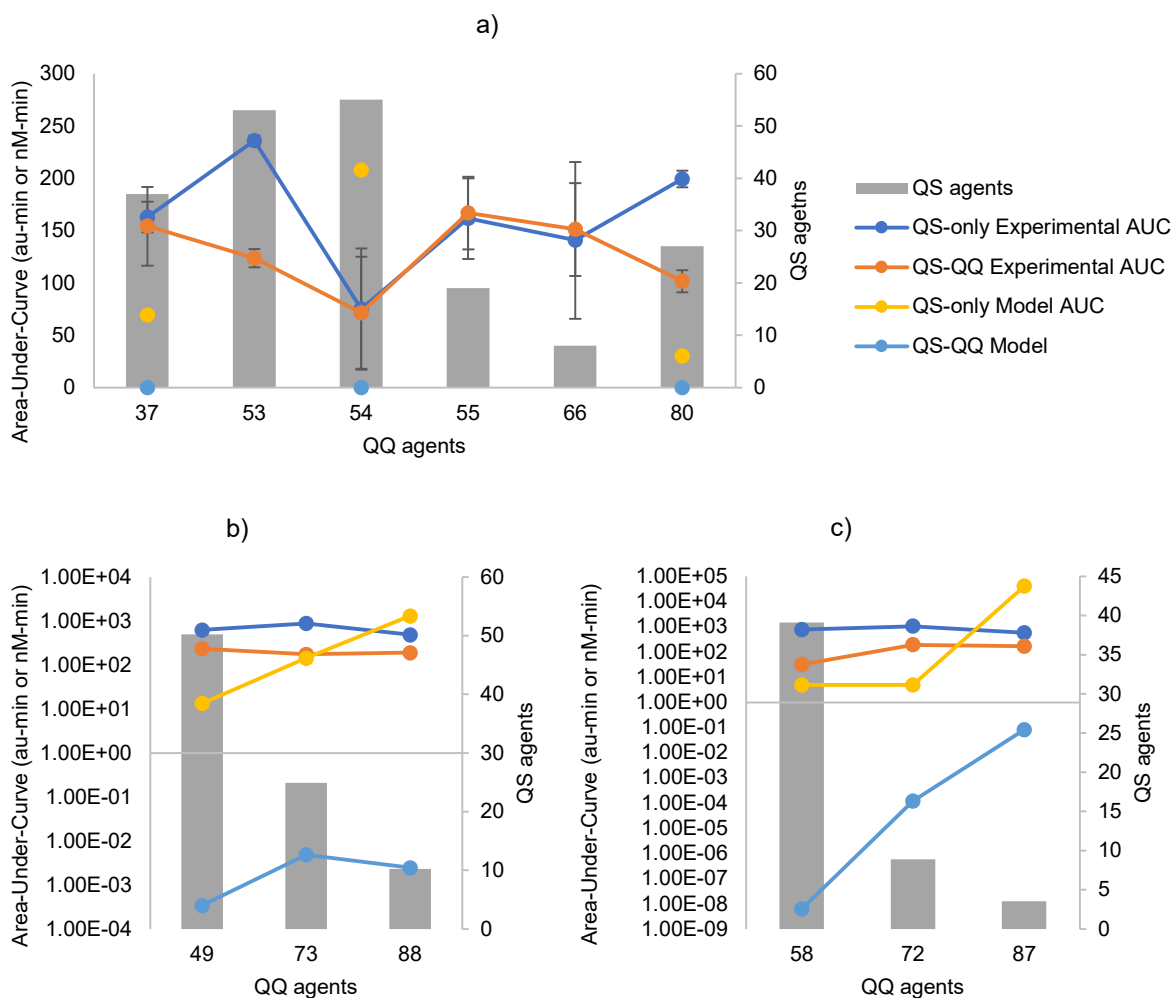 a)
Area-Under-Curve (au-min or nM-min)
300
250
200
150
100
50
0
60
50
40
30
20
10
0
QS agetns
37 53 54 55 66 80
QQ agents
QS agents
QS-only Experimental AUC
QS-QQ Experimental AUC
QS-only Model AUC
QS-QQ Model
b)
Area-Under-Curve (au-min or nM-min)
1.00E+04
1.00E+03
1.00E+02
1.00E+01
1.00E+00
1.00E-01
1.00E-02
1.00E-03
1.00E-04
60
50
40
30
20
10
0
QS agents
49 73 88
QQ agents
c)
Area-Under-Curve (au-min or nM-min)
1.00E+05
1.00E+04
1.00E+03
1.00E+02
1.00E+01
1.00E+00
1.00E-01
1.00E-02
1.00E-03
1.00E-04
1.00E-05
1.00E-06
1.00E-07
1.00E-08
1.00E-09
45
40
35
30
25
20
15
10
5
0
QS agents
58 72 87
QQ agents